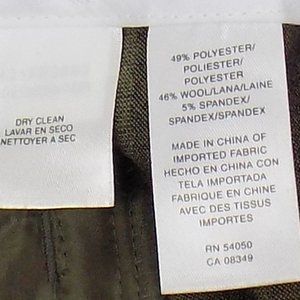 DRY CLEAN
LAVAR EN SECO
NETTOYER A SEC
49% POLYESTER/
POLIESTER/
POLYESTER
46% WOOL/LANA/LAINE
5% SPANDEX/
SPANDEX/SPANDEX
MADE IN CHINA OF
IMPORTED FABRIC
HECHO EN CHINA CON
TELA IMPORTADA
FABRIQUE EN CHINE
AVEC DES TISSUS
IMPORTES
RN 54050
CA 08349